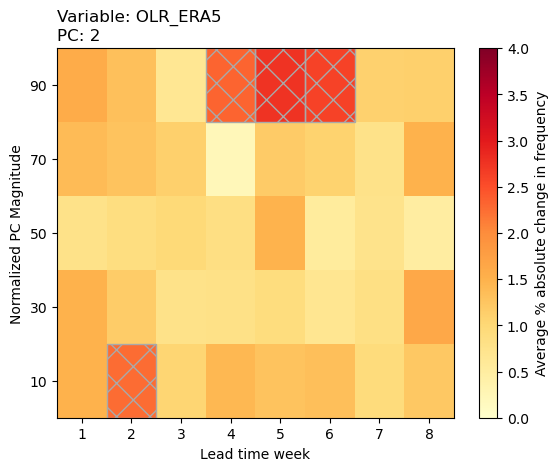 Variable: OLR_ERA5
PC: 2
Normalized PC Magnitude
90
70
50
30
10
1 2 3 4 5 6 7 8
Lead time week
4.0
3.5
3.0
2.5
2.0
1.5
1.0
0.5
0.0
Average % absolute change in frequency